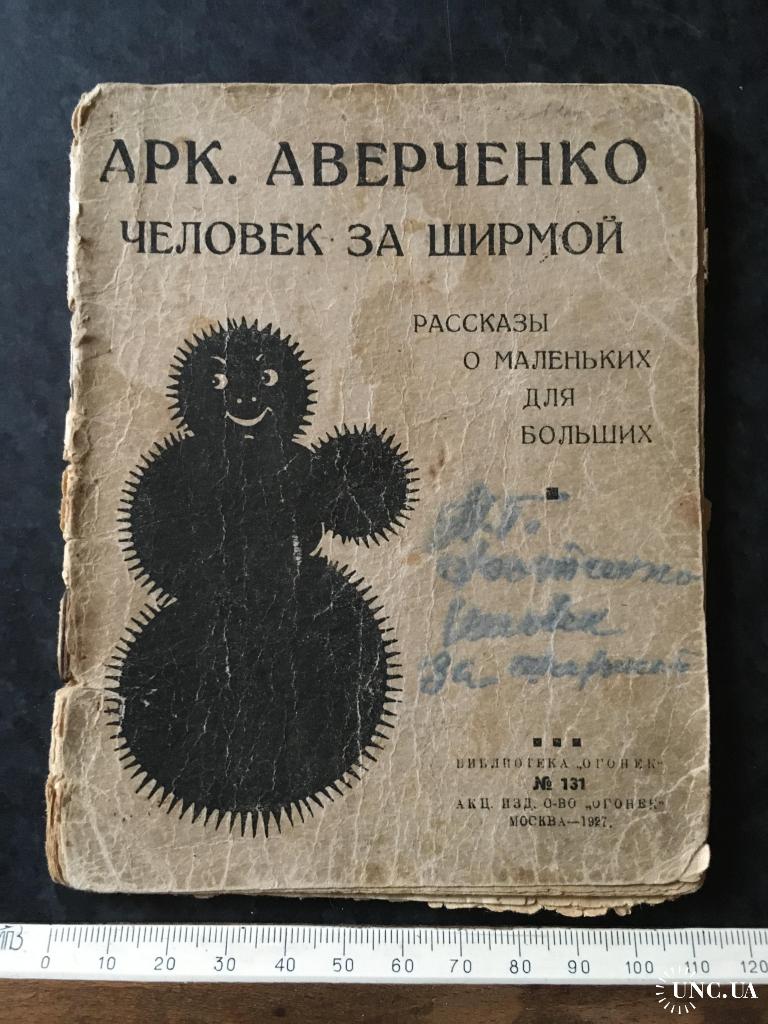 АРК. АВЕРЧЕНКО
ЧЕЛОВЕК ЗА ШИРМОЙ
РАССКАЗЫ
О МАЛЕНЬКИХ
ДЛЯ
БОЛЬШИХ
За ширмой
БИБЛИОТЕКА „ОГОНЕК“
№ 131
АКЦ. ИЗД. О-ВО „ОГОНЕК“
МОСКВА—1927.
0 10 20 30 40 50 60 70 80 90 100 110 120
UNC.UA